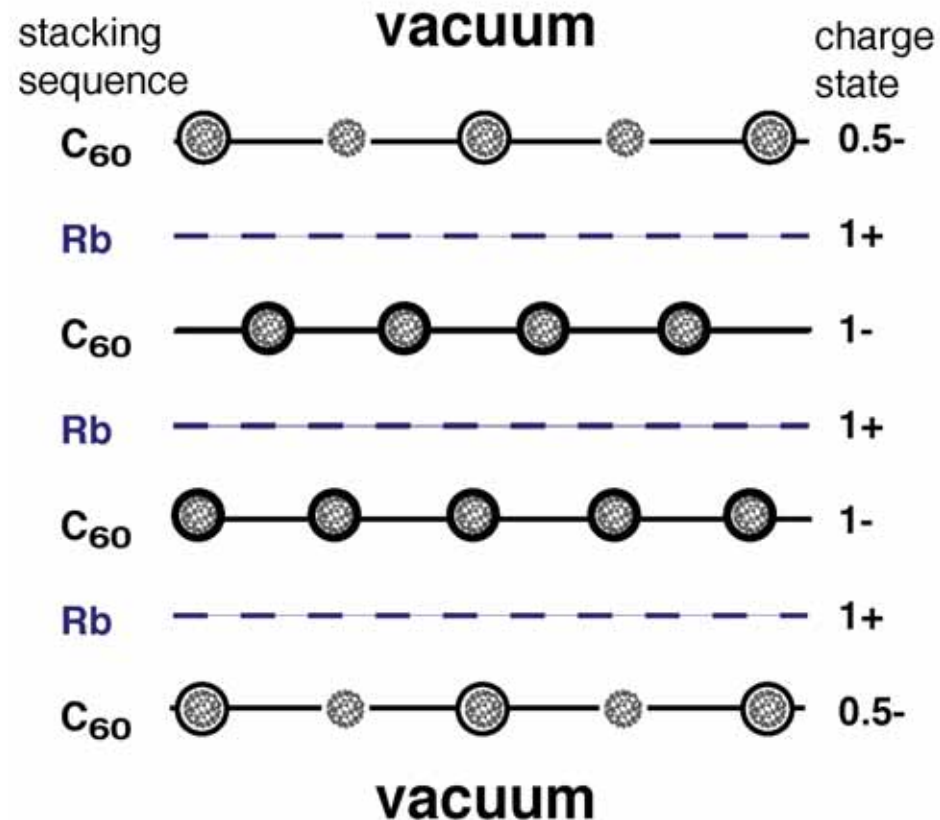 stacking
sequence
vacuum
charge
state
C60 0.5-
Rb 1+
C60 1-
Rb 1+
C60 1-
Rb 1+
C60 0.5-
vacuum